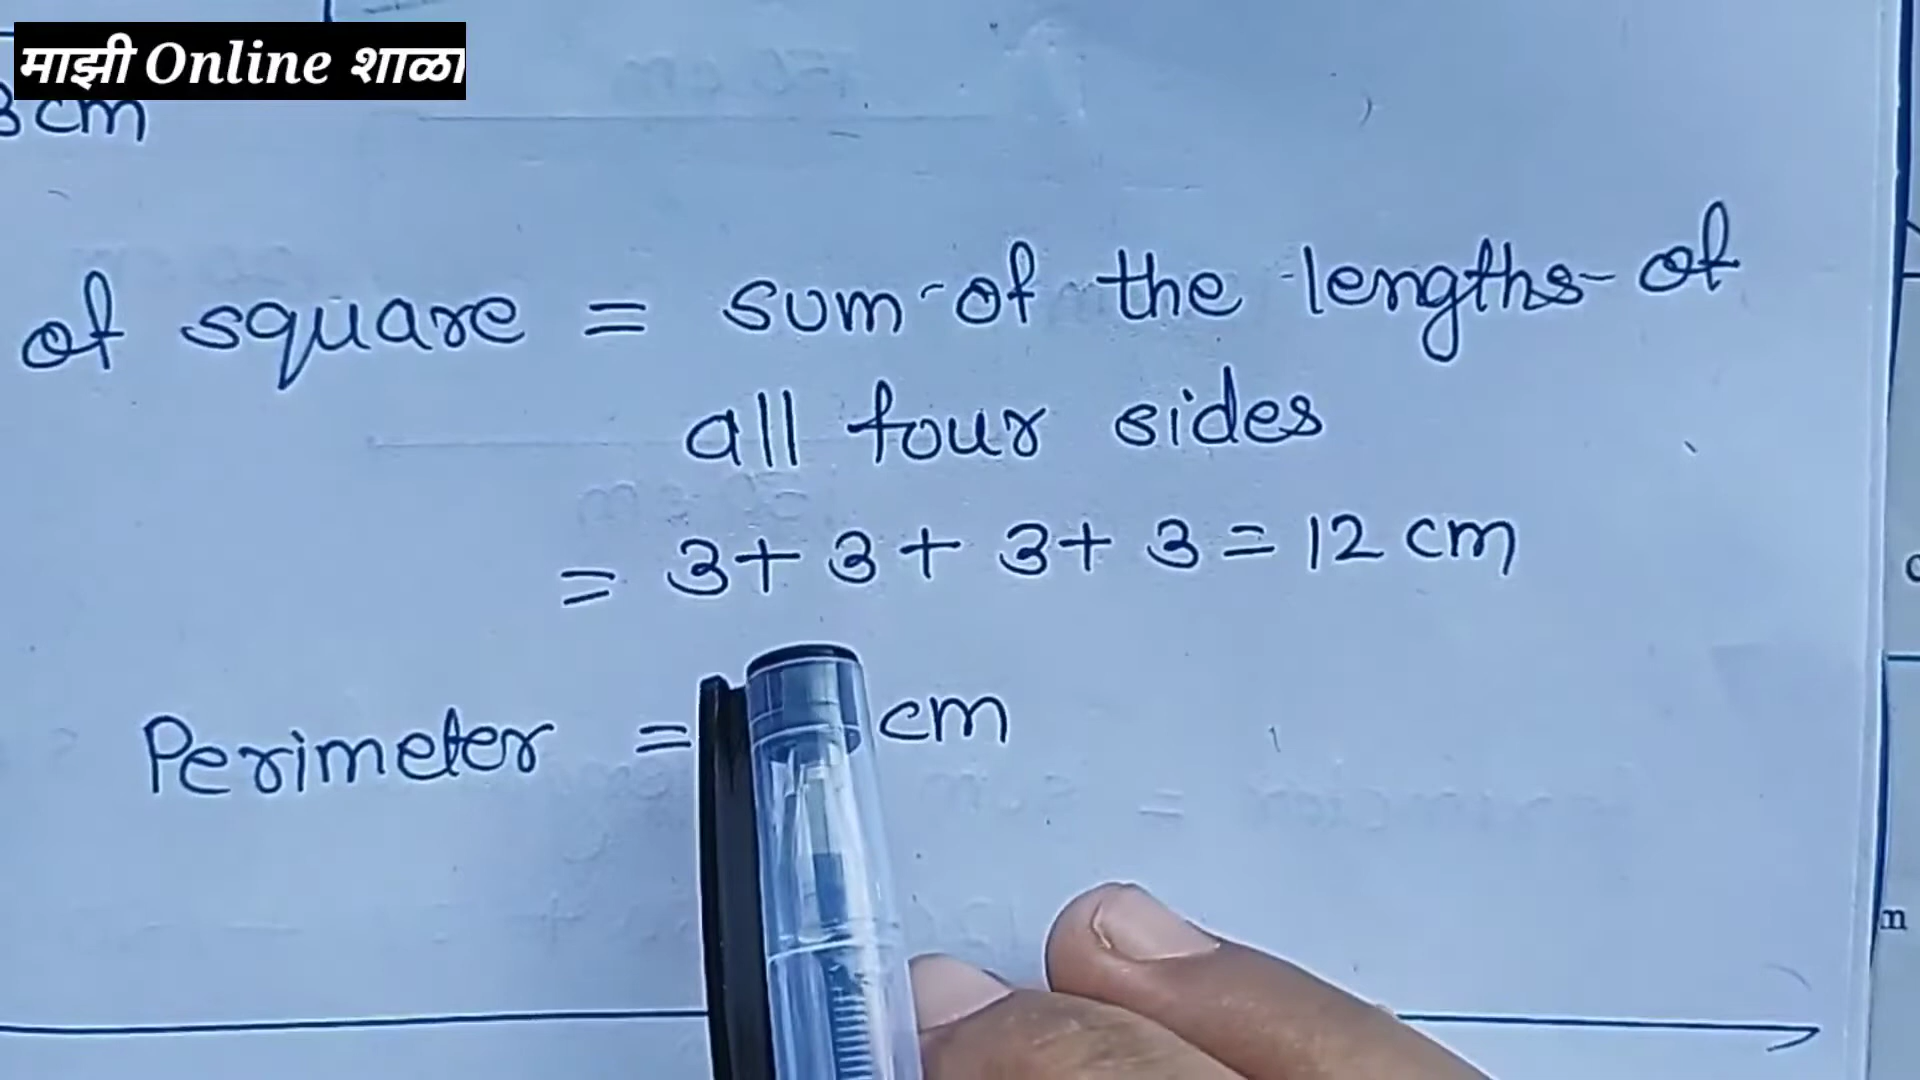 माझी Online शाळा
3cm
of square = sum of the lengths of
all four sides
= 3+ 3+ 3+ 3 = 12 cm
Perimeter = cm
m